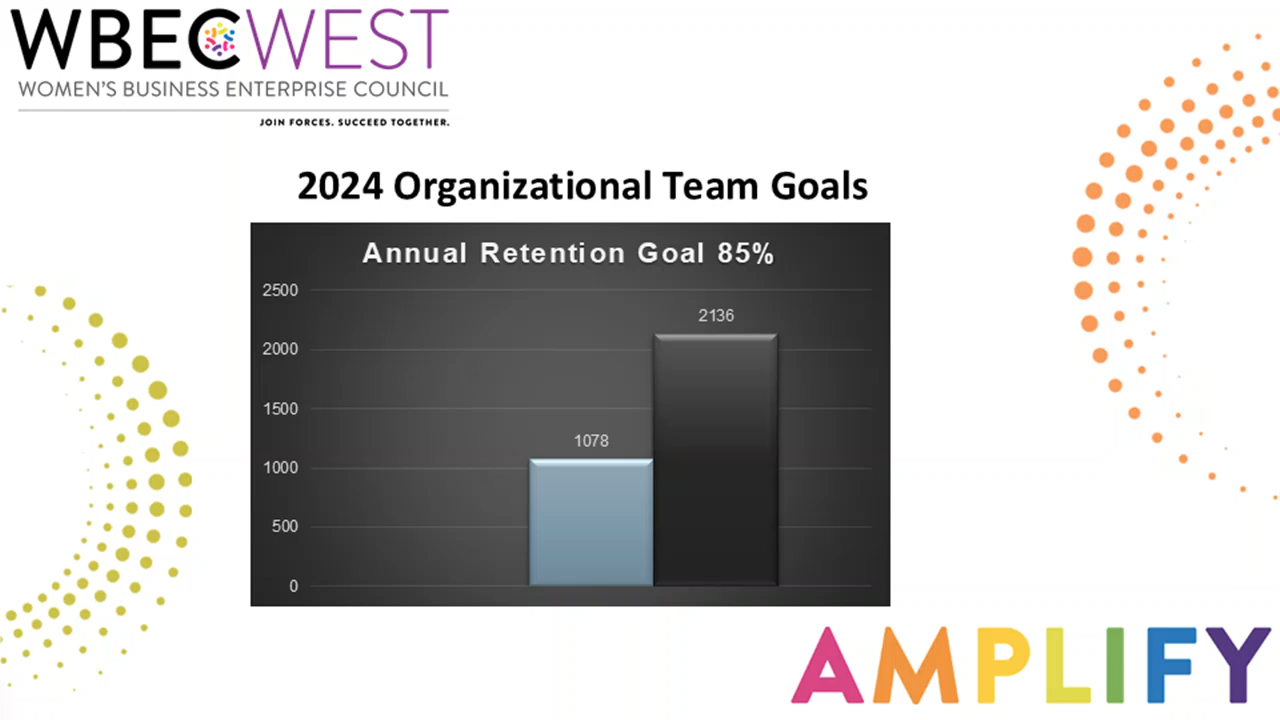 WBECWEST
WOMEN'S BUSINESS ENTERPRISE COUNCIL
JOIN FORCES. SUCCEED TOGETHER.
2024 Organizational Team Goals
Annual Retention Goal 85%
2500
2136
2000
1500
1078
1000
500
0
AMPLIFY